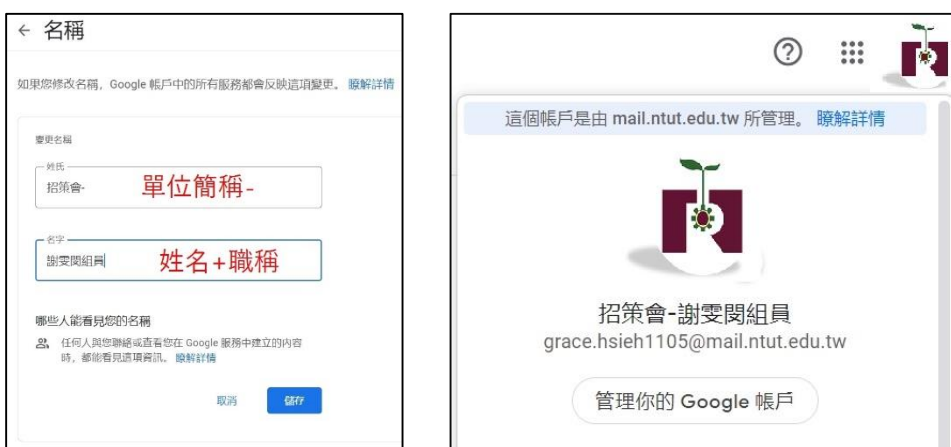 ← 名稱
如果您修改名稱，Google 帳戶中的所有服務都會反映這項變更。 瞭解詳情
變更名稱
姓氏
招策會-
單位簡稱-
名字
謝雯閔組員
姓名+職稱
哪些人能看見您的名稱
任何人與您聯絡或查看您在 Google 服務中建立的內容
時，都能看見這項資訊。 瞭解詳情
取消
儲存
這個帳戶是由 mail.ntut.edu.tw 所管理。 瞭解詳情
招策會-謝雯閔組員
grace.hsieh1105@mail.ntut.edu.tw
管理你的 Google 帳戶